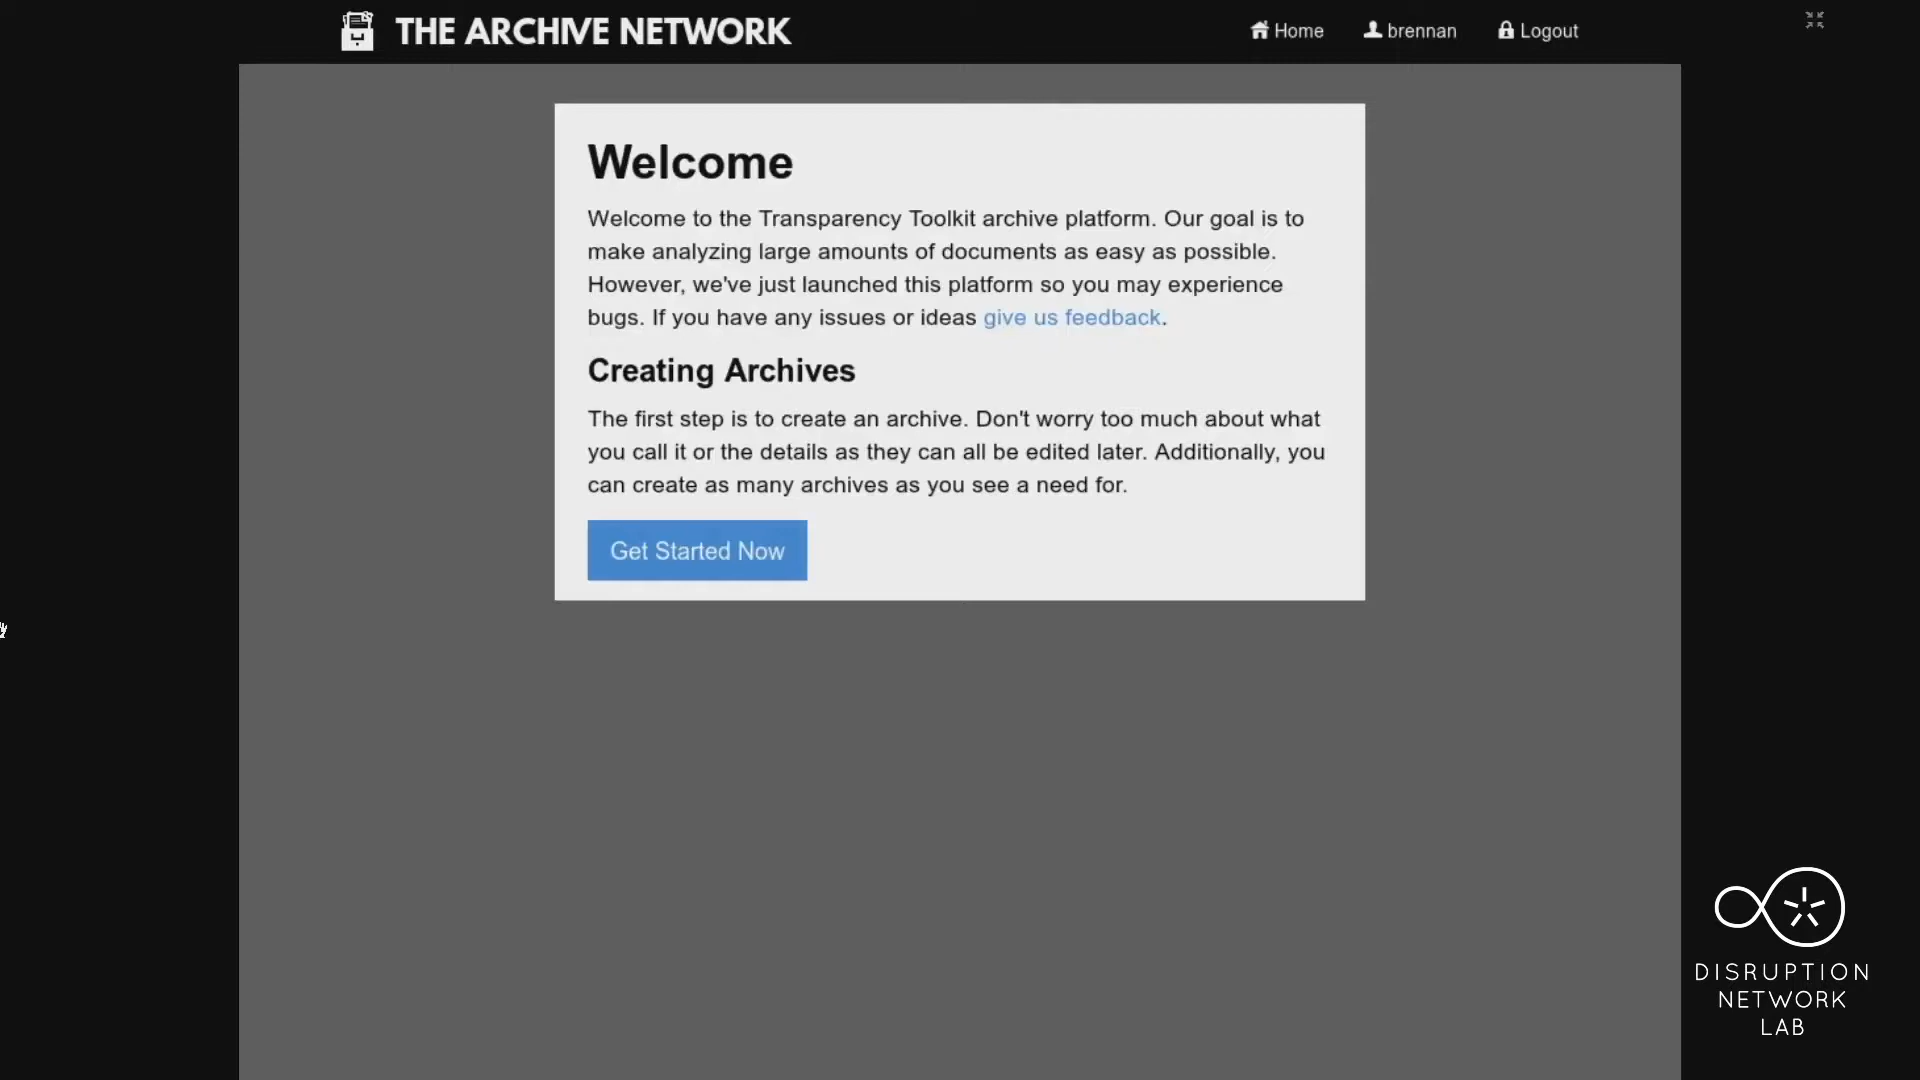 THE ARCHIVE NETWORK
Home
brennan
Logout
Welcome
Welcome to the Transparency Toolkit archive platform. Our goal is to
make analyzing large amounts of documents as easy as possible.
However, we've just launched this platform so you may experience
bugs. If you have any issues or ideas give us feedback.
Creating Archives
The first step is to create an archive. Don't worry too much about what
you call it or the details as they can all be edited later. Additionally, you
can create as many archives as you see a need for.
Get Started Now
DISRUPTION
NETWORK
LAB